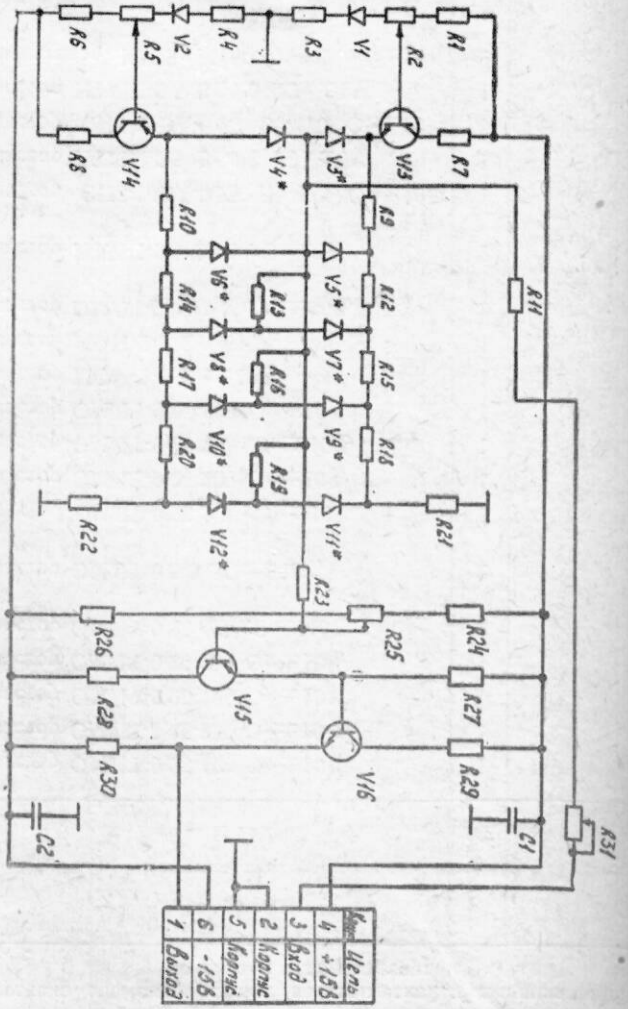 R6
R5
V2
R4
R3
V1
R2
R1
R8
V14
V4*
V3*
V13
R7
R10
R9
V6*
V5*
R14
R13
R12
R11
V8*
V7*
R17
R16
R15
V10*
V9*
R20
R19
R18
V12*
V11*
R22
R21
R23
R26
R25
R24
V15
R28
R27
V16
R30
R29
C2
C1
R31
Цепь
4 +15В
3 Вход
2 Корпус
5 Корпус
6 -15В
1 Выход